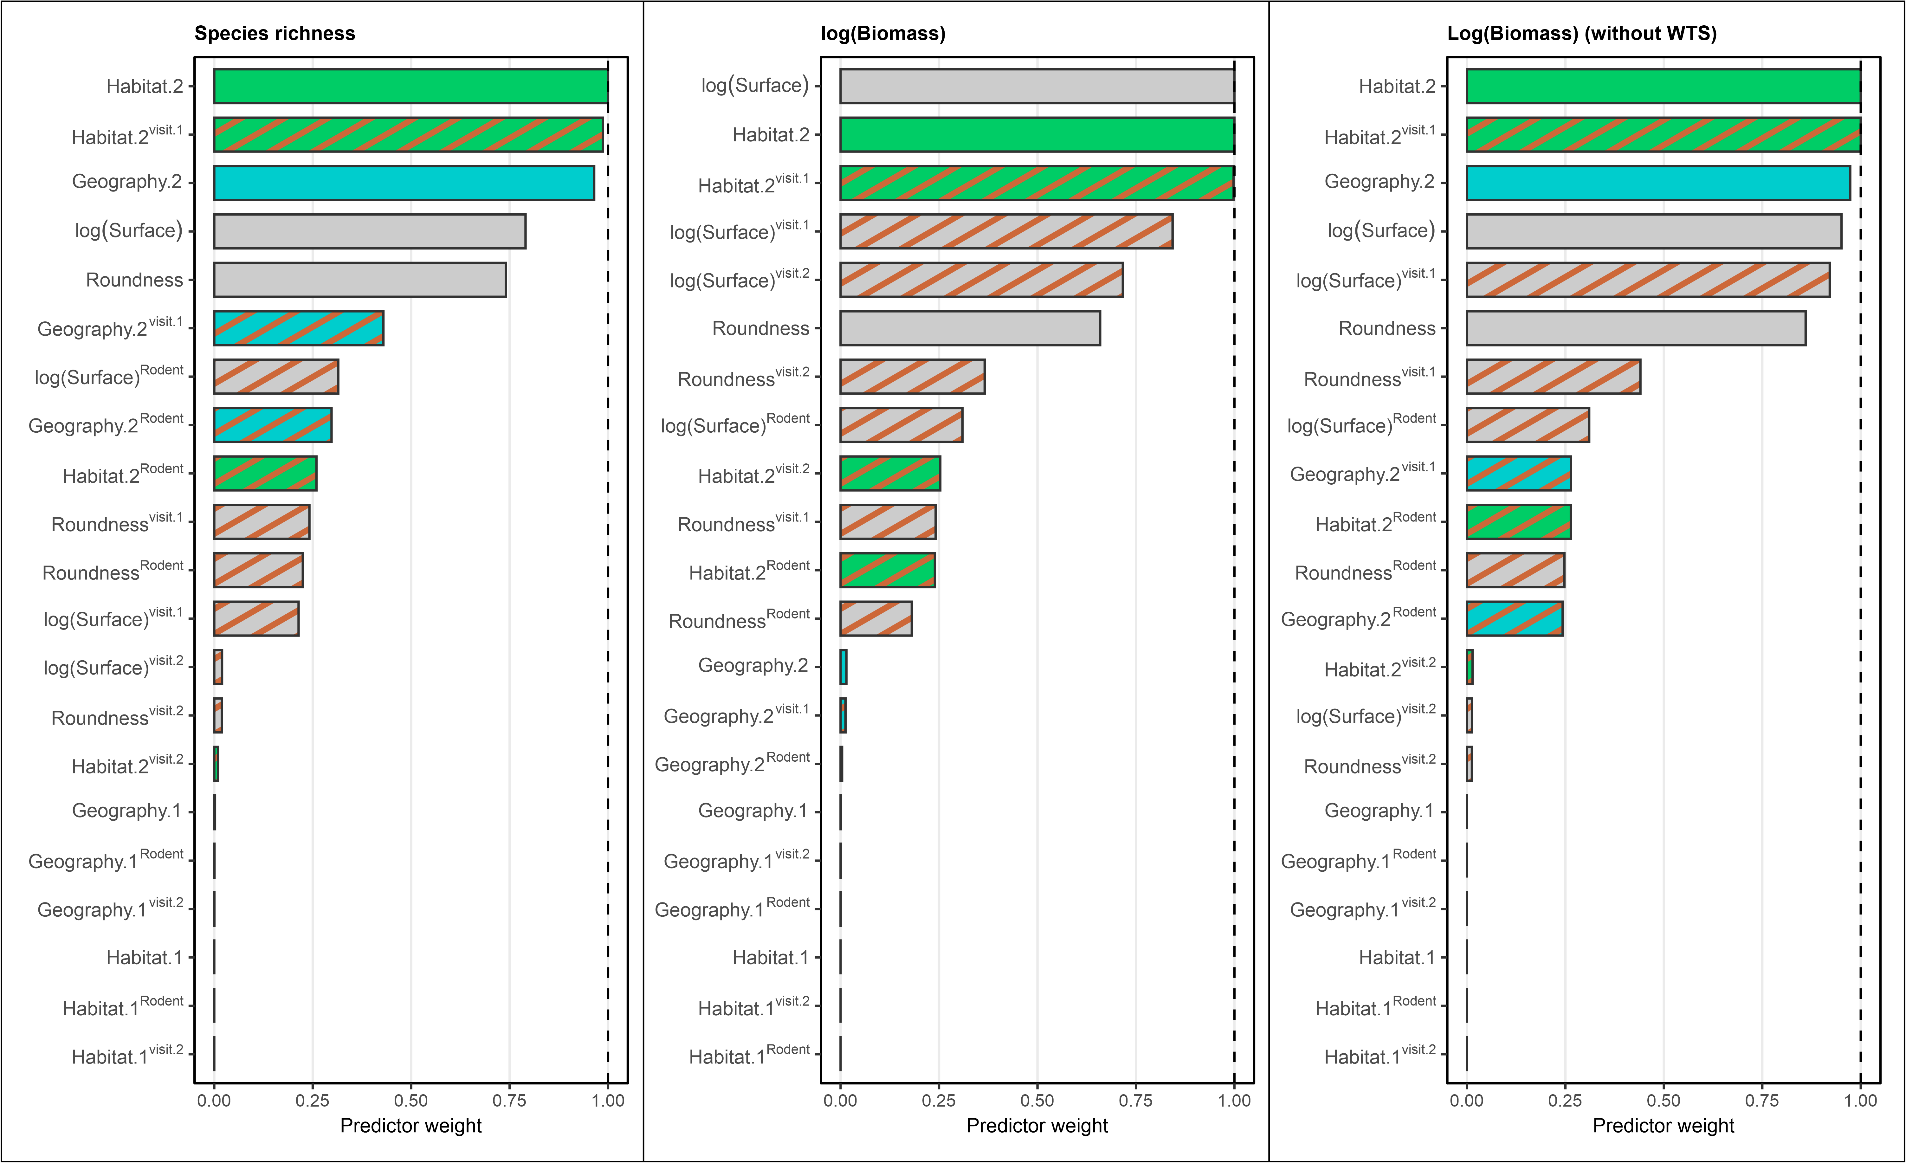 Species richness
Habitat.2
Habitat.2visit.1
Geography.2
log(Surface)
Roundness
Geography.2visit.1
log(Surface)Rodent
Geography.2Rodent
Habitat.2Rodent
Roundnessvisit.1
RoundnessRodent
log(Surface)visit.1
log(Surface)visit.2
Roundnessvisit.2
Habitat.2visit.2
Geography.1
Geography.1Rodent
Geography.1visit.2
Habitat.1
Habitat.1Rodent
Habitat.1visit.2
0.00 0.25 0.50 0.75 1.00
Predictor weight
log(Biomass)
log(Surface)
Habitat.2
Habitat.2visit.1
log(Surface)visit.1
log(Surface)visit.2
Roundness
Roundnessvisit.2
log(Surface)Rodent
Habitat.2visit.2
Roundnessvisit.1
Habitat.2Rodent
RoundnessRodent
Geography.2
Geography.2visit.1
Geography.2Rodent
Geography.1
Geography.1visit.2
Geography.1Rodent
Habitat.1
Habitat.1visit.2
Habitat.1Rodent
0.00 0.25 0.50 0.75 1.00
Predictor weight
Log(Biomass) (without WTS)
Habitat.2
Habitat.2visit.1
Geography.2
log(Surface)
log(Surface)visit.1
Roundness
Roundnessvisit.1
log(Surface)Rodent
Geography.2visit.1
Habitat.2Rodent
RoundnessRodent
Geography.2Rodent
Habitat.2visit.2
log(Surface)visit.2
Roundnessvisit.2
Geography.1
Geography.1Rodent
Geography.1visit.2
Habitat.1
Habitat.1Rodent
Habitat.1visit.2
0.00 0.25 0.50 0.75 1.00
Predictor weight